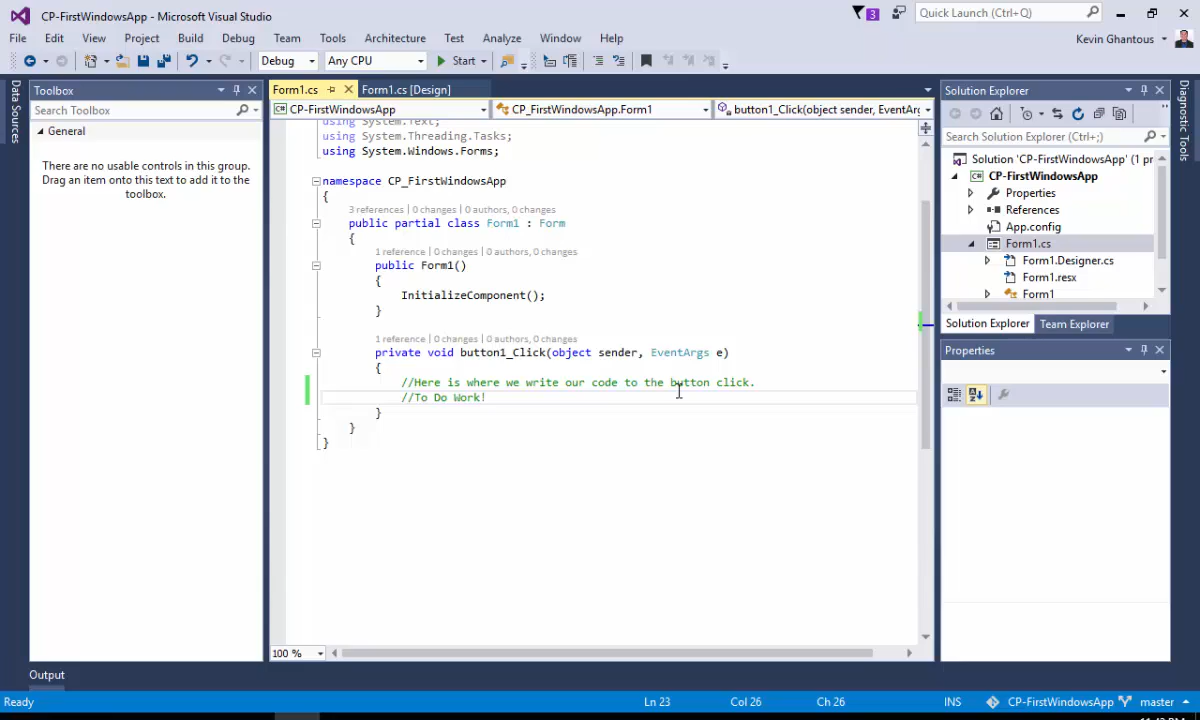 CP-FirstWindowsApp - Microsoft Visual Studio
3
Quick Launch (Ctrl+Q)
File Edit View Project Build Debug Team Tools Architecture Test Analyze Window Help
Kevin Ghantous
Debug Any CPU Start
Data Sources
Toolbox
Search Toolbox
General
There are no usable controls in this group.
Drag an item onto this text to add it to the
toolbox.
Form1.cs Form1.cs [Design]
CP-FirstWindowsApp CP_FirstWindowsApp.Form1 button1_Click(object sender, EventArg
using System.Text;
using System.Threading.Tasks;
using System.Windows.Forms;
namespace CP_FirstWindowsApp
{
3 references | 0 changes | 0 authors, 0 changes
public partial class Form1 : Form
{
1 reference | 0 changes | 0 authors, 0 changes
public Form1()
{
InitializeComponent();
}
1 reference | 0 changes | 0 authors, 0 changes
private void button1_Click(object sender, EventArgs e)
{
//Here is where we write our code to the button click.
//To Do Work!
}
}
}
100 %
Solution Explorer
Search Solution Explorer (Ctrl+;)
Solution 'CP-FirstWindowsApp' (1 pr
CP-FirstWindowsApp
Properties
References
App.config
Form1.cs
Form1.Designer.cs
Form1.resx
Form1
Solution Explorer Team Explorer
Properties
Diagnostic Tools
Output
Ready Ln 23 Col 26 Ch 26 INS CP-FirstWindowsApp master